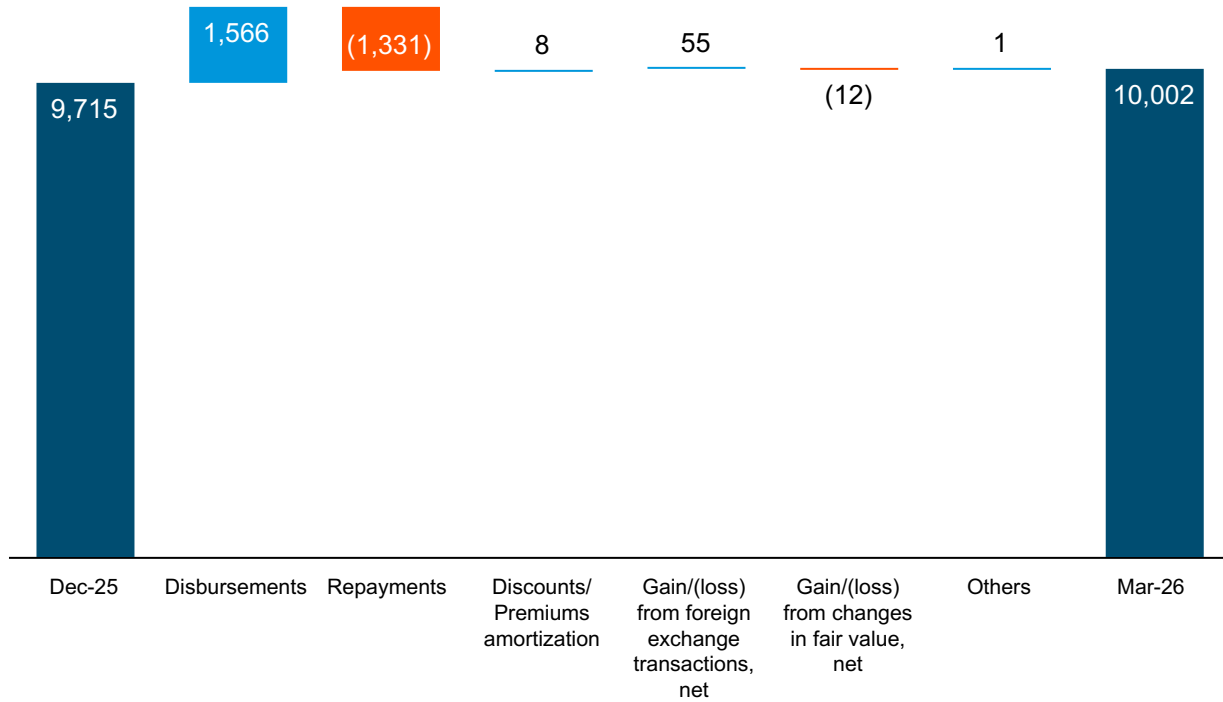 1,566
(1,331)
8
55
1
9,715
(12)
10,002
Dec-25
Disbursements
Repayments
Discounts/
Premiums
amortization
Gain/(loss)
from foreign
exchange
transactions,
net
Gain/(loss)
from changes
in fair value,
net
Others
Mar-26